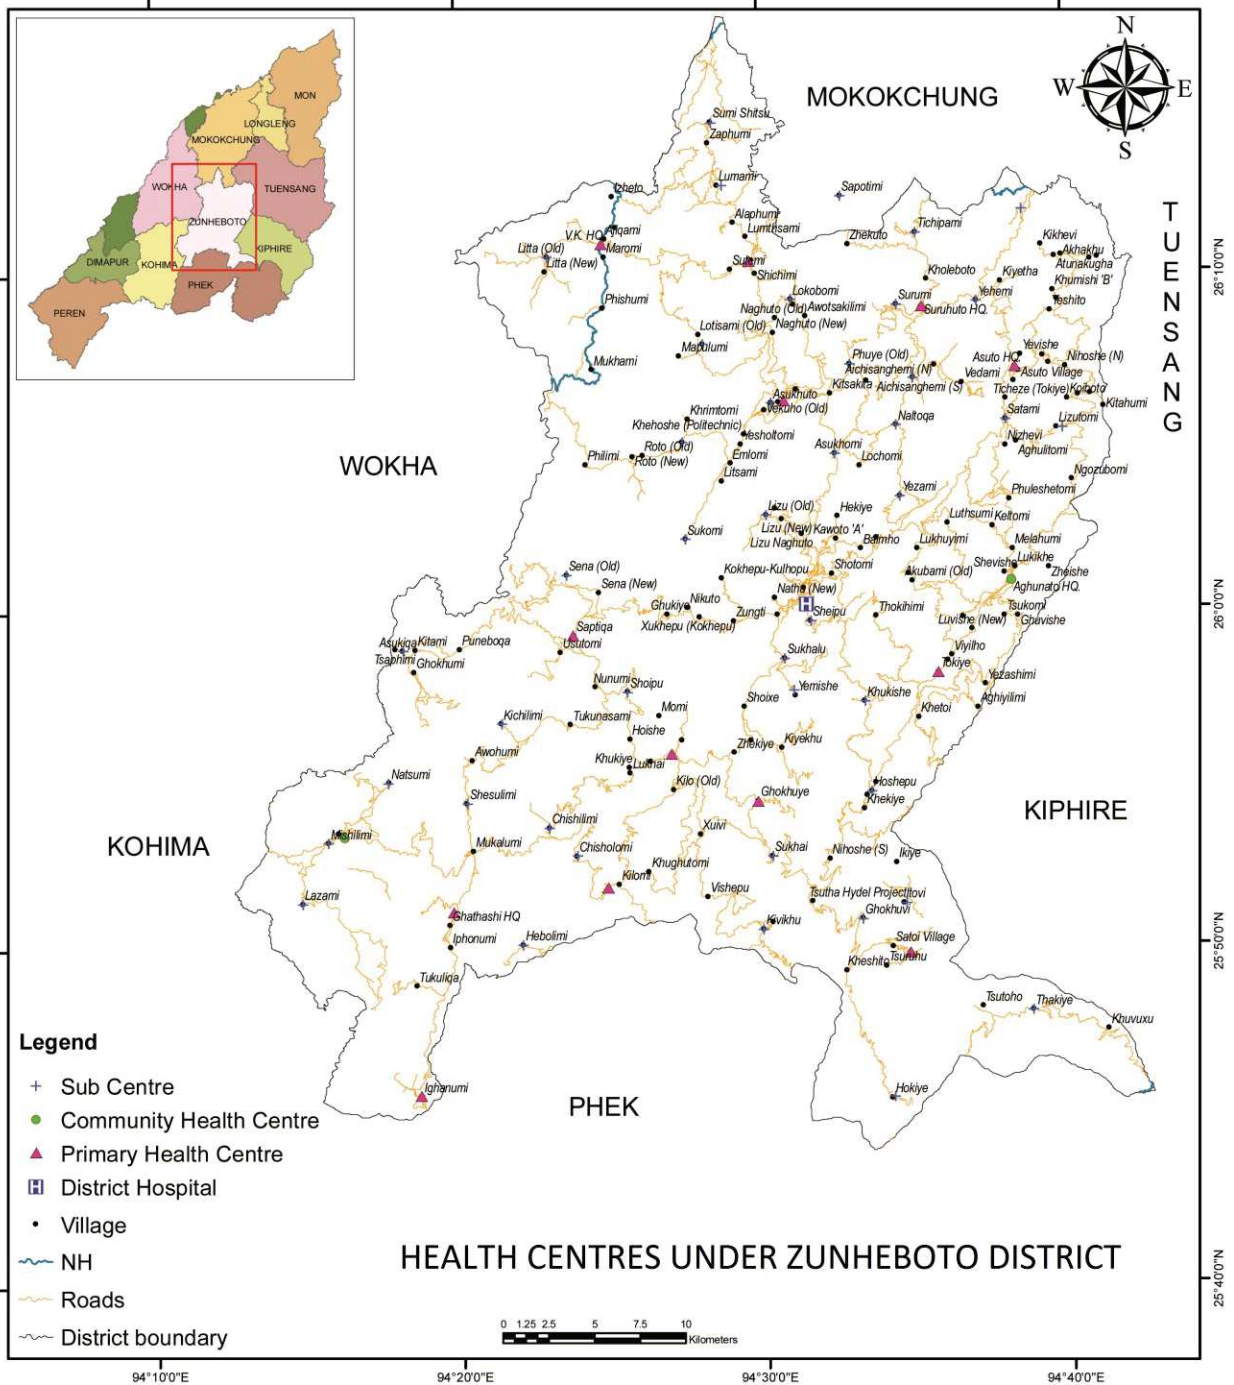 MON
LONGLENG
MOKOKCHUNG
WOKHA
TUENSANG
ZUNHEBOTO
DIMAPUR
KOHIMA
KIPHIRE
PHEK
PEREN
N
W E
S
MOKOKCHUNG
TUENSANG
WOKHA
KOHIMA
KIPHIRE
PHEK
Sumi Shitsu
Zaphumi
Lumami
Sapotimi
Izheto
Alaphumi
Lumthsami
Tichipami
V.K. HQ
Maromi
Litta (Old)
Litta (New)
Zhekuto
Kikhevi
Akhakhu
Atunakugha
Shichimi
Kholeboto
Kiyetha
Khumishi 'B'
Lokobomi
Surumi
Yehemi
Yeshito
Phishumi
Naghuto (Old)
Awotsakilimi
Suruhuto HQ.
Naghuto (New)
Lotisami (Old)
Mukhami
Phuye (Old)
Asuto HQ.
Yevishe
Nihoshe (N)
Aichisanghemi (N)
Vedami
Asuto Village
Kitsakita
Aichisanghemi (S)
Ticheze (Tokiye)
Koiboto
Asukhuto
Vekuho (Old)
Kitahumi
Khrimtomi
Naltoqa
Satami
Lizutomi
Khehoshe (Politechnic)
Yesholtomi
Asukhomi
Nizhevi
Aghulitomi
Roto (Old)
Roto (New)
Philimi
Emlomi
Lochomi
Litsami
Ngozubomi
Yezami
Phuleshetomi
Lizu (Old)
Hekiye
Luthsumi
Keltomi
Lizu (New)
Kawoto 'A'
Sukomi
Lizu Naghuto
Baimho
Lukhuyimi
Melahumi
Lukikhe
Sena (Old)
Kokhepu-Kulhopu
Shotomi
Akubami (Old)
Shevishe
Zheishe
Sena (New)
Natha (New)
Aghunato HQ.
Ghukiye
Nikuto
Zungti
Sheipu
Thokihimi
Tsukomi
Xukhepu (Kokhepu)
Luvishe (New)
Ghuvishe
Saptiqa
Asukiqa
Kitami
Puneboqa
Usutomi
Sukhalu
Viyilho
Tsaphimi
Ghokhumi
Tokiye
Nunumi
Shoipu
Yemishe
Khukishe
Yezashimi
Momi
Shoixe
Khetoi
Aghiyilimi
Kichilimi
Tukunasami
Hoishe
Zhekiye
Kiyekhu
Awohumi
Khukiye
Lukhai
Natsumi
Kilo (Old)
Hoshepu
Shesulimi
Ghokhuye
Khekiye
Chishilimi
Xuivi
Mishilimi
Mukalumi
Chisholomi
Sukhai
Nihoshe (S)
Ikiye
Khughutomi
Kilomi
Lazami
Vishepu
Tsutha Hydel Project
Ghathashi HQ
Kivikhu
Ghokhuvi
Iphonumi
Hebolimi
Satoi Village
Kheshito
Tsuruhu
Tukuliqa
Tsutoho
Thakiye
Khuvuxu
Ighanumi
Hokiye
26°10'0"N
26°0'0"N
25°50'0"N
25°40'0"N
Legend
Sub Centre
Community Health Centre
Primary Health Centre
H District Hospital
Village
NH
Roads
District boundary
HEALTH CENTRES UNDER ZUNHEBOTO DISTRICT
0 1.25 2.5 5 7.5 10
Kilometers
94°10'0"E 94°20'0"E 94°30'0"E 94°40'0"E